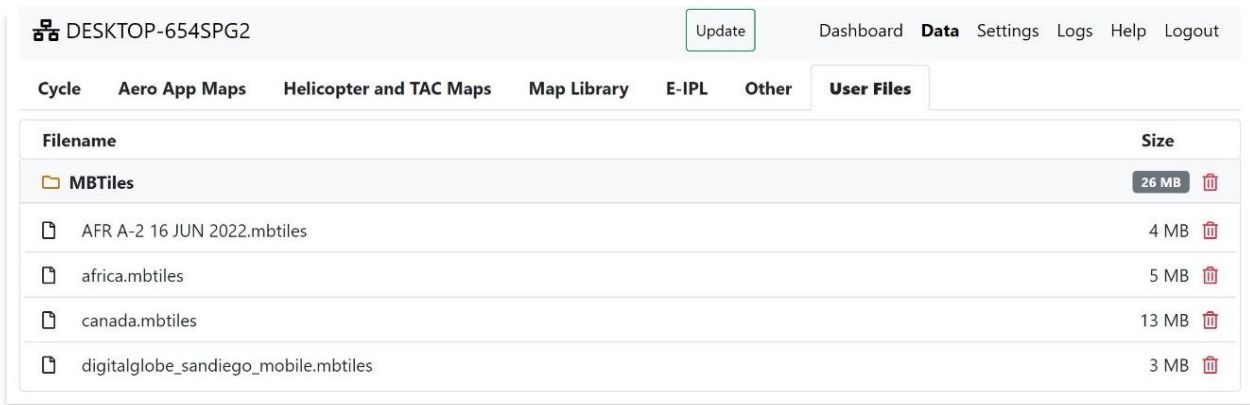 DESKTOP-654SPG2 Update Dashboard Data Settings Logs Help Logout
Cycle Aero App Maps Helicopter and TAC Maps Map Library E-IPL Other User Files
Filename Size
MBTiles 26 MB
AFR A-2 16 JUN 2022.mbtiles 4 MB
africa.mbtiles 5 MB
canada.mbtiles 13 MB
digitalglobe_sandiego_mobile.mbtiles 3 MB